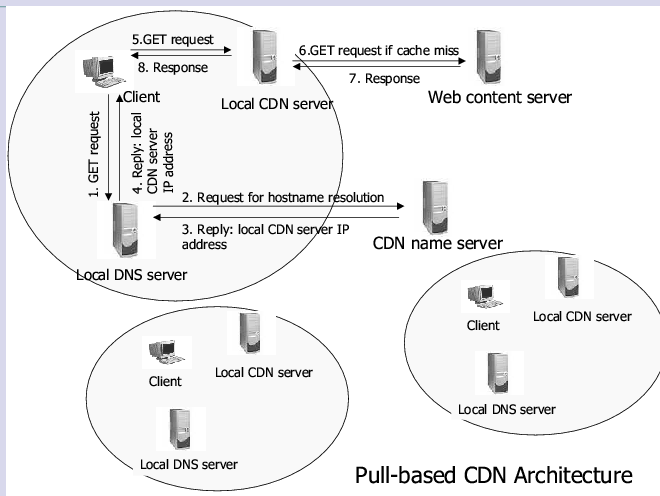 5.GET request
8. Response
6.GET request if cache miss
7. Response
Client
Local CDN server
Web content server
1. GET request
4. Reply: local
CDN server
IP address
2. Request for hostname resolution
3. Reply: local CDN server IP
address
CDN name server
Local DNS server
Client
Local CDN server
Local DNS server
Client
Local CDN server
Local DNS server
Pull-based CDN Architecture